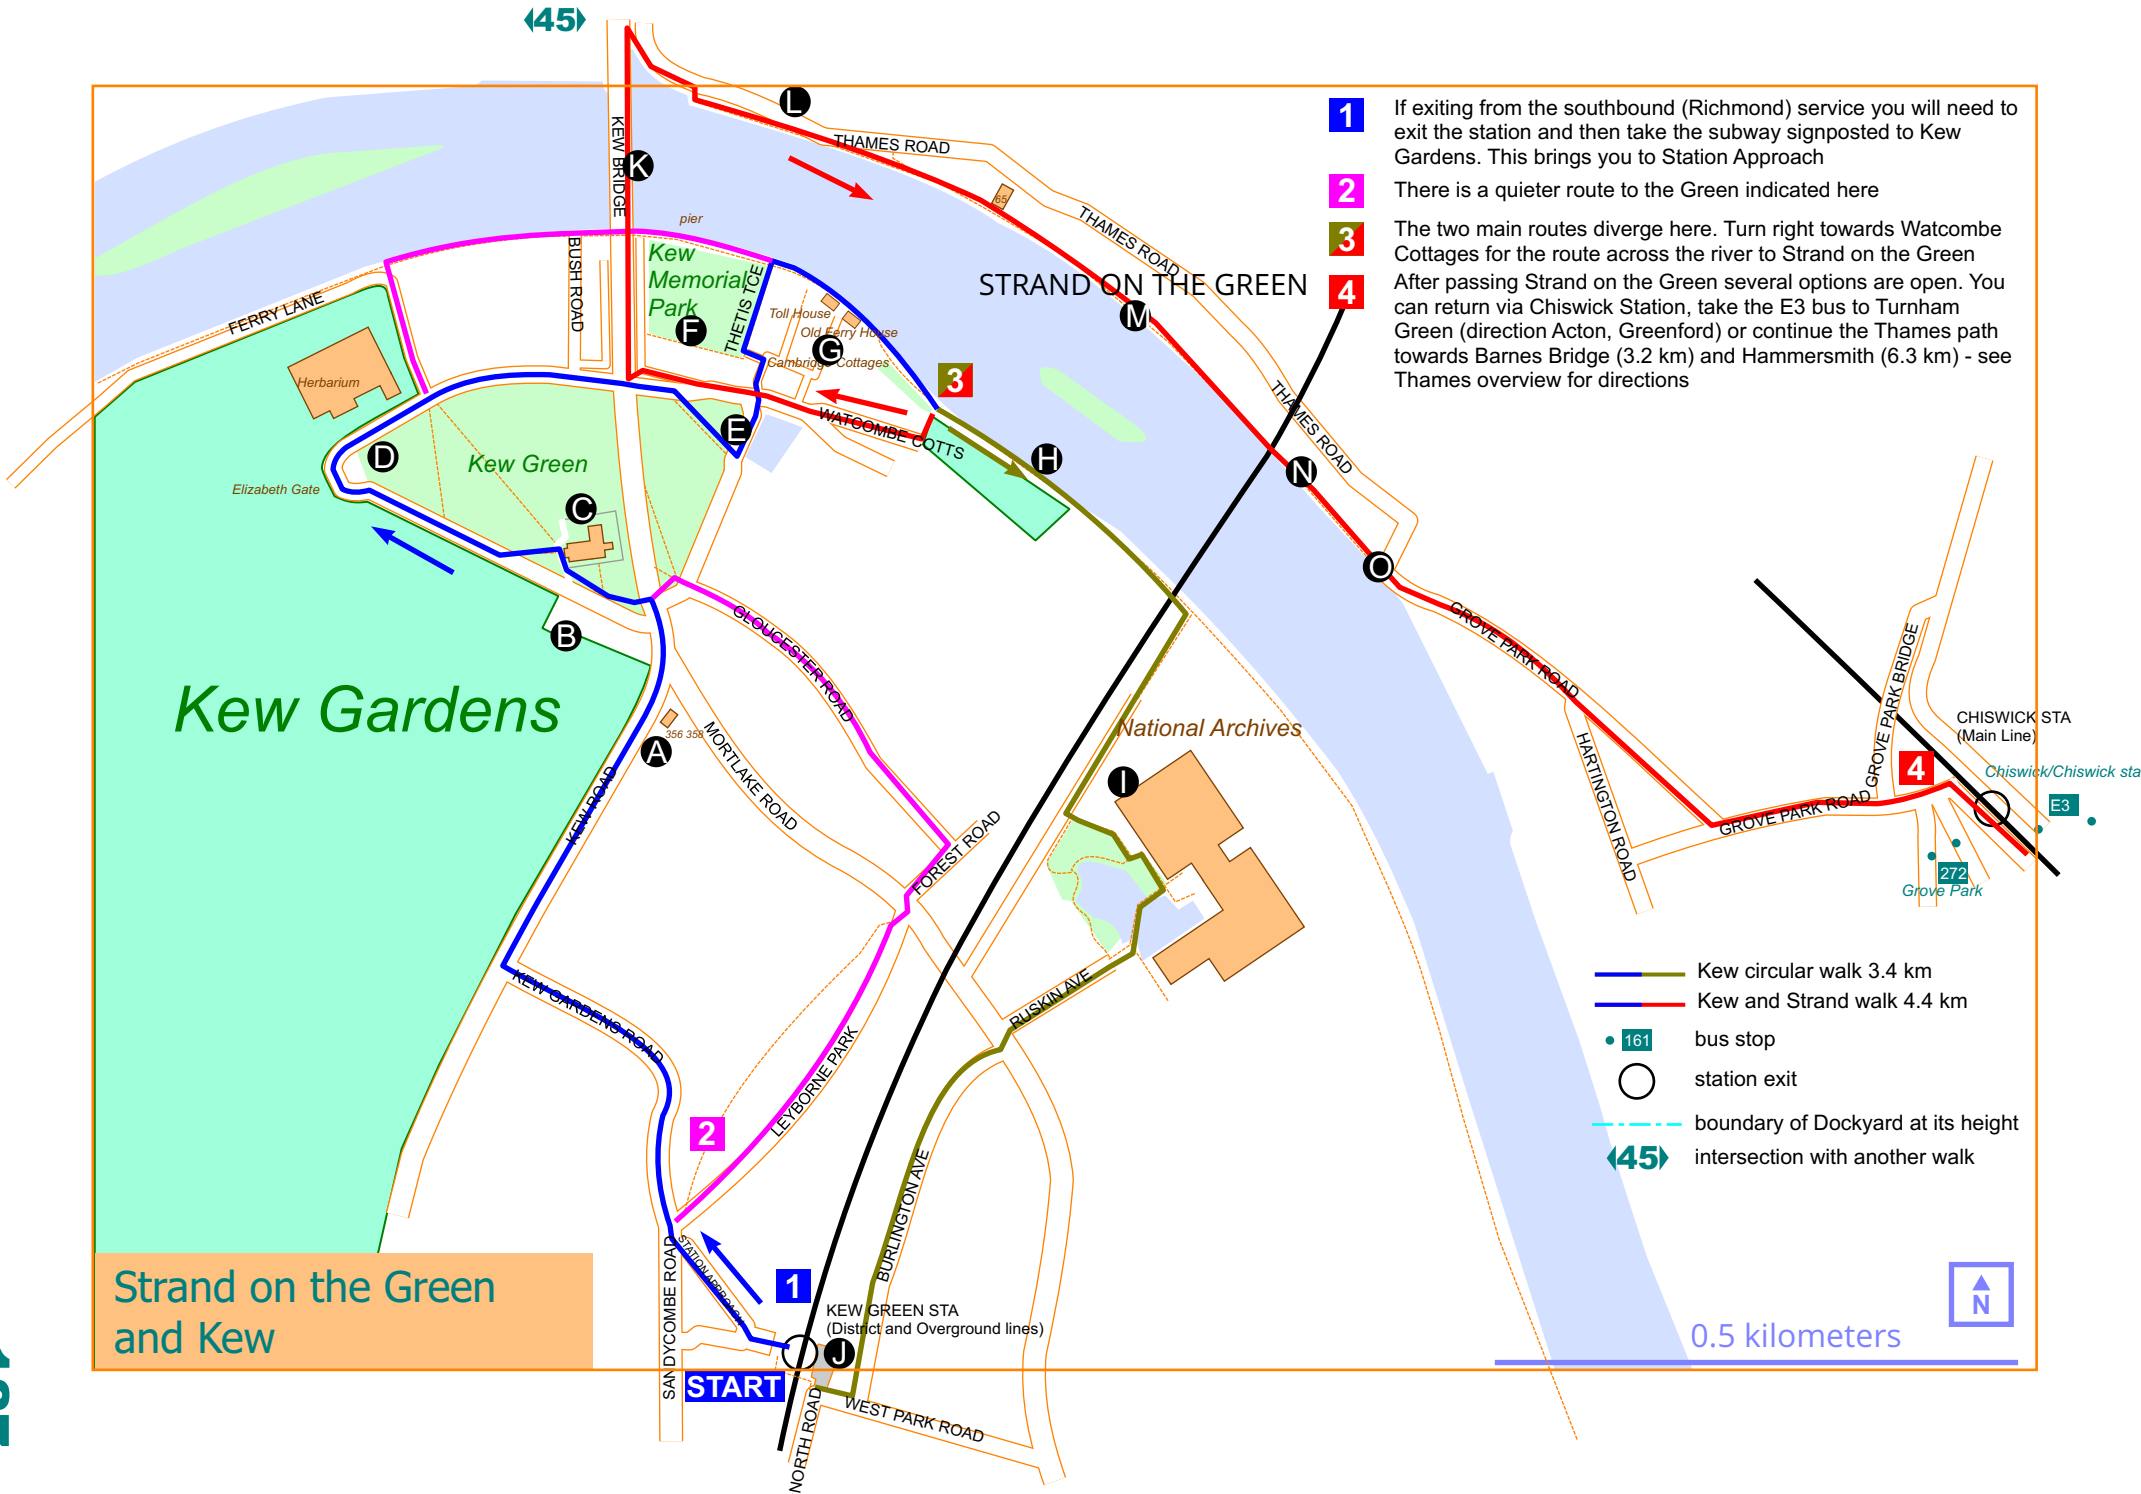 45
1
If exiting from the southbound (Richmond) service you will need to
exit the station and then take the subway signposted to Kew
Gardens. This brings you to Station Approach
2
There is a quieter route to the Green indicated here
3
The two main routes diverge here. Turn right towards Watcombe
Cottages for the route across the river to Strand on the Green
4
After passing Strand on the Green several options are open. You
can return via Chiswick Station, take the E3 bus to Turnham
Green (direction Acton, Greenford) or continue the Thames path
towards Barnes Bridge (3.2 km) and Hammersmith (6.3 km) - see
Thames overview for directions
L
THAMES ROAD
KEW BRIDGE
K
65
pier
THAMES ROAD
BUSH ROAD
Kew
Memorial
Park
THETIS TCE
STRAND ON THE GREEN
FERRY LANE
Toll House
Old Ferry House
F
G
M
Cambridge Cottages
Herbarium
3
THAMES ROAD
WATCOMBE COTTS
E
D
Kew Green
H
N
Elizabeth Gate
C
O
B
GLOUCESTER ROAD
GROVE PARK ROAD
GROVE PARK BRIDGE
Kew Gardens
356 358
A
MORTLAKE ROAD
National Archives
CHISWICK STA
(Main Line)
I
4
Chiswick/Chiswick sta
E3
KEW ROAD
HARTINGTON ROAD
GROVE PARK ROAD
FOREST ROAD
272
Grove Park
KEW GARDENS ROAD
RUSKIN AVE
LEYBORNE PARK
Kew circular walk 3.4 km
Kew and Strand walk 4.4 km
161
bus stop
station exit
boundary of Dockyard at its height
45
intersection with another walk
2
BURLINGTON AVE
SANDYCOMBE ROAD
STATION APPROACH
1
KEW GREEN STA
(District and Overground lines)
J
START
NORTH ROAD
WEST PARK ROAD
Strand on the Green
and Kew
N
0.5 kilometers